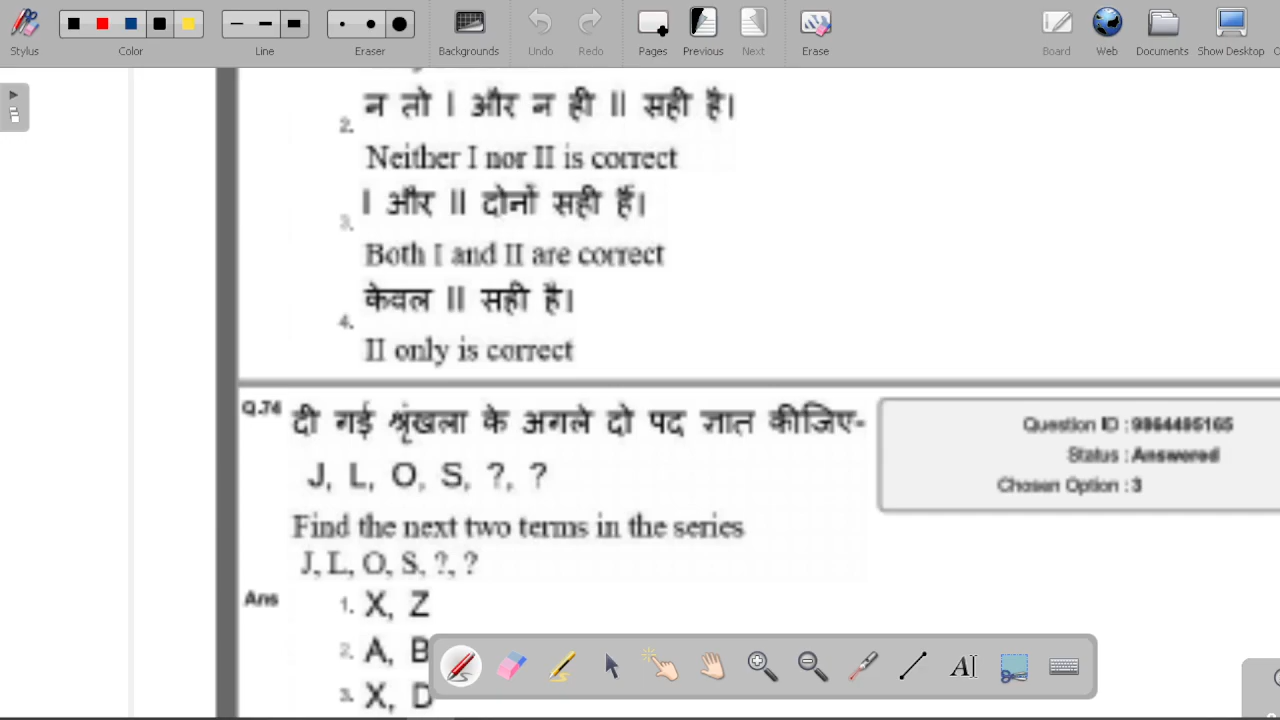 Stylus
Color
Line
Eraser
Backgrounds
Undo
Redo
Pages
Previous
Next
Erase
Board
Web
Documents
Show Desktop
न तो I और न ही II सही है।
2.
Neither I nor II is correct
I और II दोनों सही हैं।
3.
Both I and II are correct
केवल II सही है।
4.
II only is correct
Q.74 दी गई श्रृंखला के अगले दो पद ज्ञात कीजिए-
J, L, O, S, ?, ?
Find the next two terms in the series
J, L, O, S, ?, ?
Question ID : 9864485165
Status : Answered
Chosen Option : 3
Ans 1. X, Z
2. A, B
3. X, D